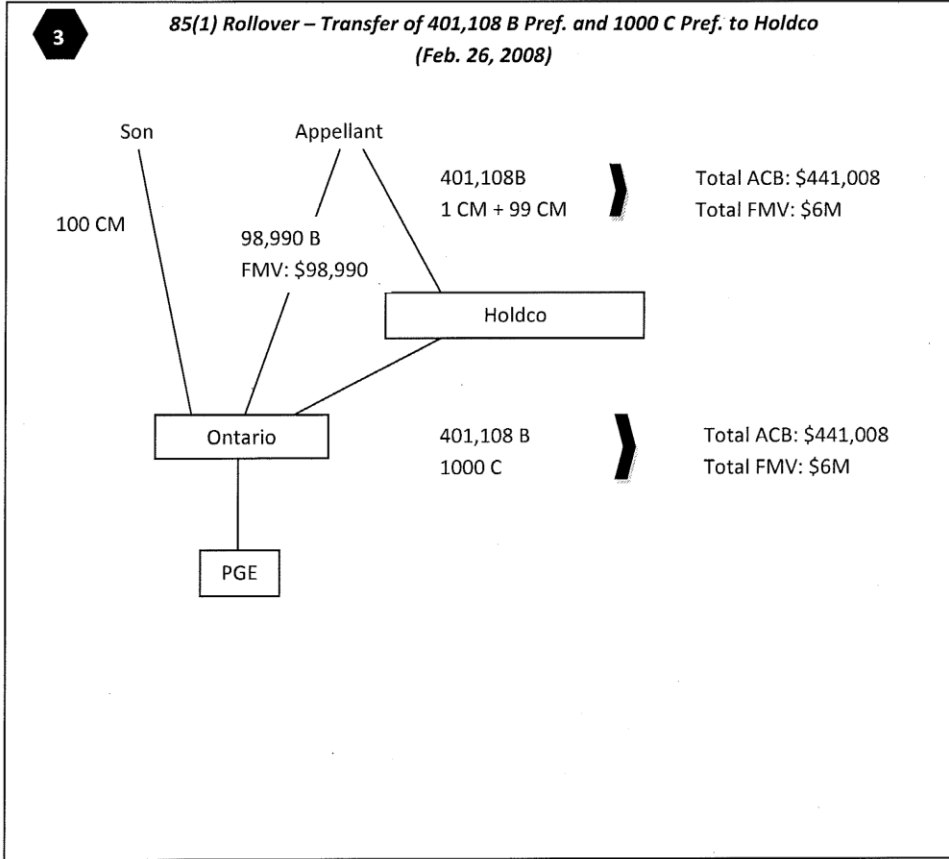 3
85(1) Rollover – Transfer of 401,108 B Pref. and 1000 C Pref. to Holdco
(Feb. 26, 2008)
Son
Appellant
100 CM
98,990 B
FMV: $98,990
401,108B
1 CM + 99 CM
Total ACB: $441,008
Total FMV: $6M
Holdco
Ontario
401,108 B
1000 C
Total ACB: $441,008
Total FMV: $6M
PGE